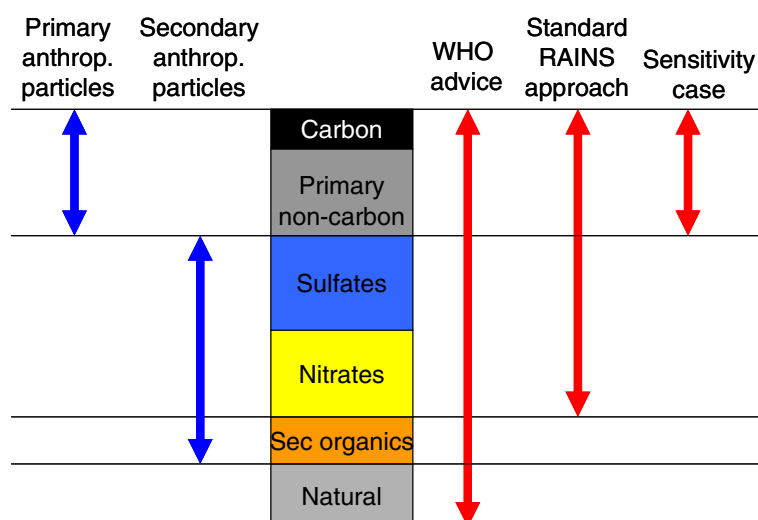 Primary
anthrop.
particles
Secondary
anthrop.
particles
WHO
advice
Standard
RAINS
approach
Sensitivity
case
Carbon
Primary
non-carbon
Sulfates
Nitrates
Sec organics
Natural